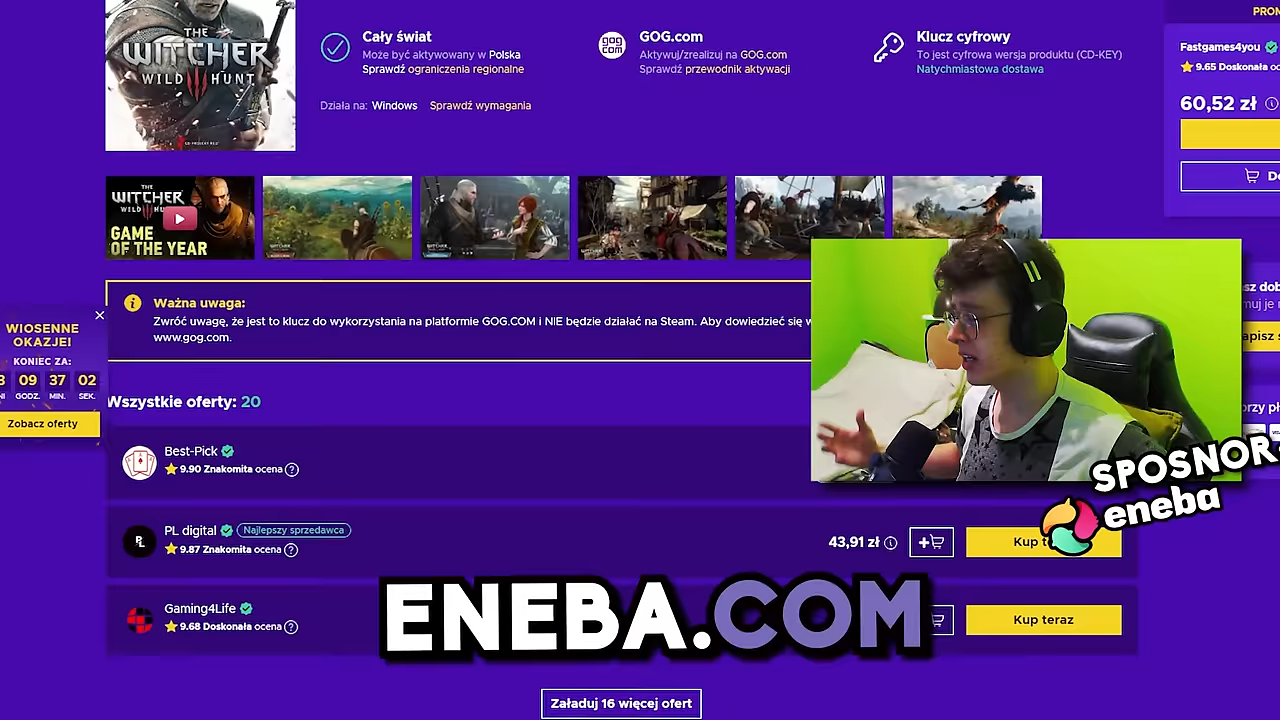 THE
WITCHER
WILD HUNT
Cały świat
Może być aktywowany w Polska
Sprawdź ograniczenia regionalne
Działa na: Windows Sprawdź wymagania
GOG.com
Aktywuj/zrealizuj na GOG.com
Sprawdź przewodnik aktywacji
gog
com
Klucz cyfrowy
To jest cyfrowa wersja produktu (CD-KEY)
Natychmiastowa dostawa
Fastgames4you
9.65 Doskonała
60,52 zł
THE
WITCHER
WILD
GAME
OF THE YEAR
Ważna uwaga:
Zwróć uwagę, że jest to klucz do wykorzystania na platformie GOG.COM i NIE będzie działać na Steam. Aby dowiedzieć się
www.gog.com.
WIOSENNE
OKAZJE!
KONIEC ZA:
09 37 02
GODZ. MIN. SEK.
Zobacz oferty
Wszystkie oferty: 20
Best-Pick
9.90 Znakomita ocena
PL digital Najlepszy sprzedawca
9.87 Znakomita ocena
43,91 zł
Kup
Gaming4Life
9.68 Doskonała ocena
Kup teraz
Załaduj 16 więcej ofert
SPOSNOR:
eneba
ENEBA.COM